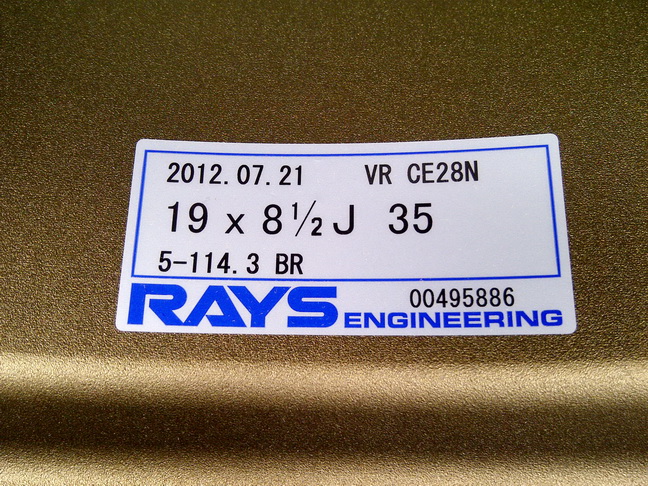 2012.07.21 VR CE28N
19 x 8½J 35
5-114.3 BR
00495886
RAYS ENGINEERING